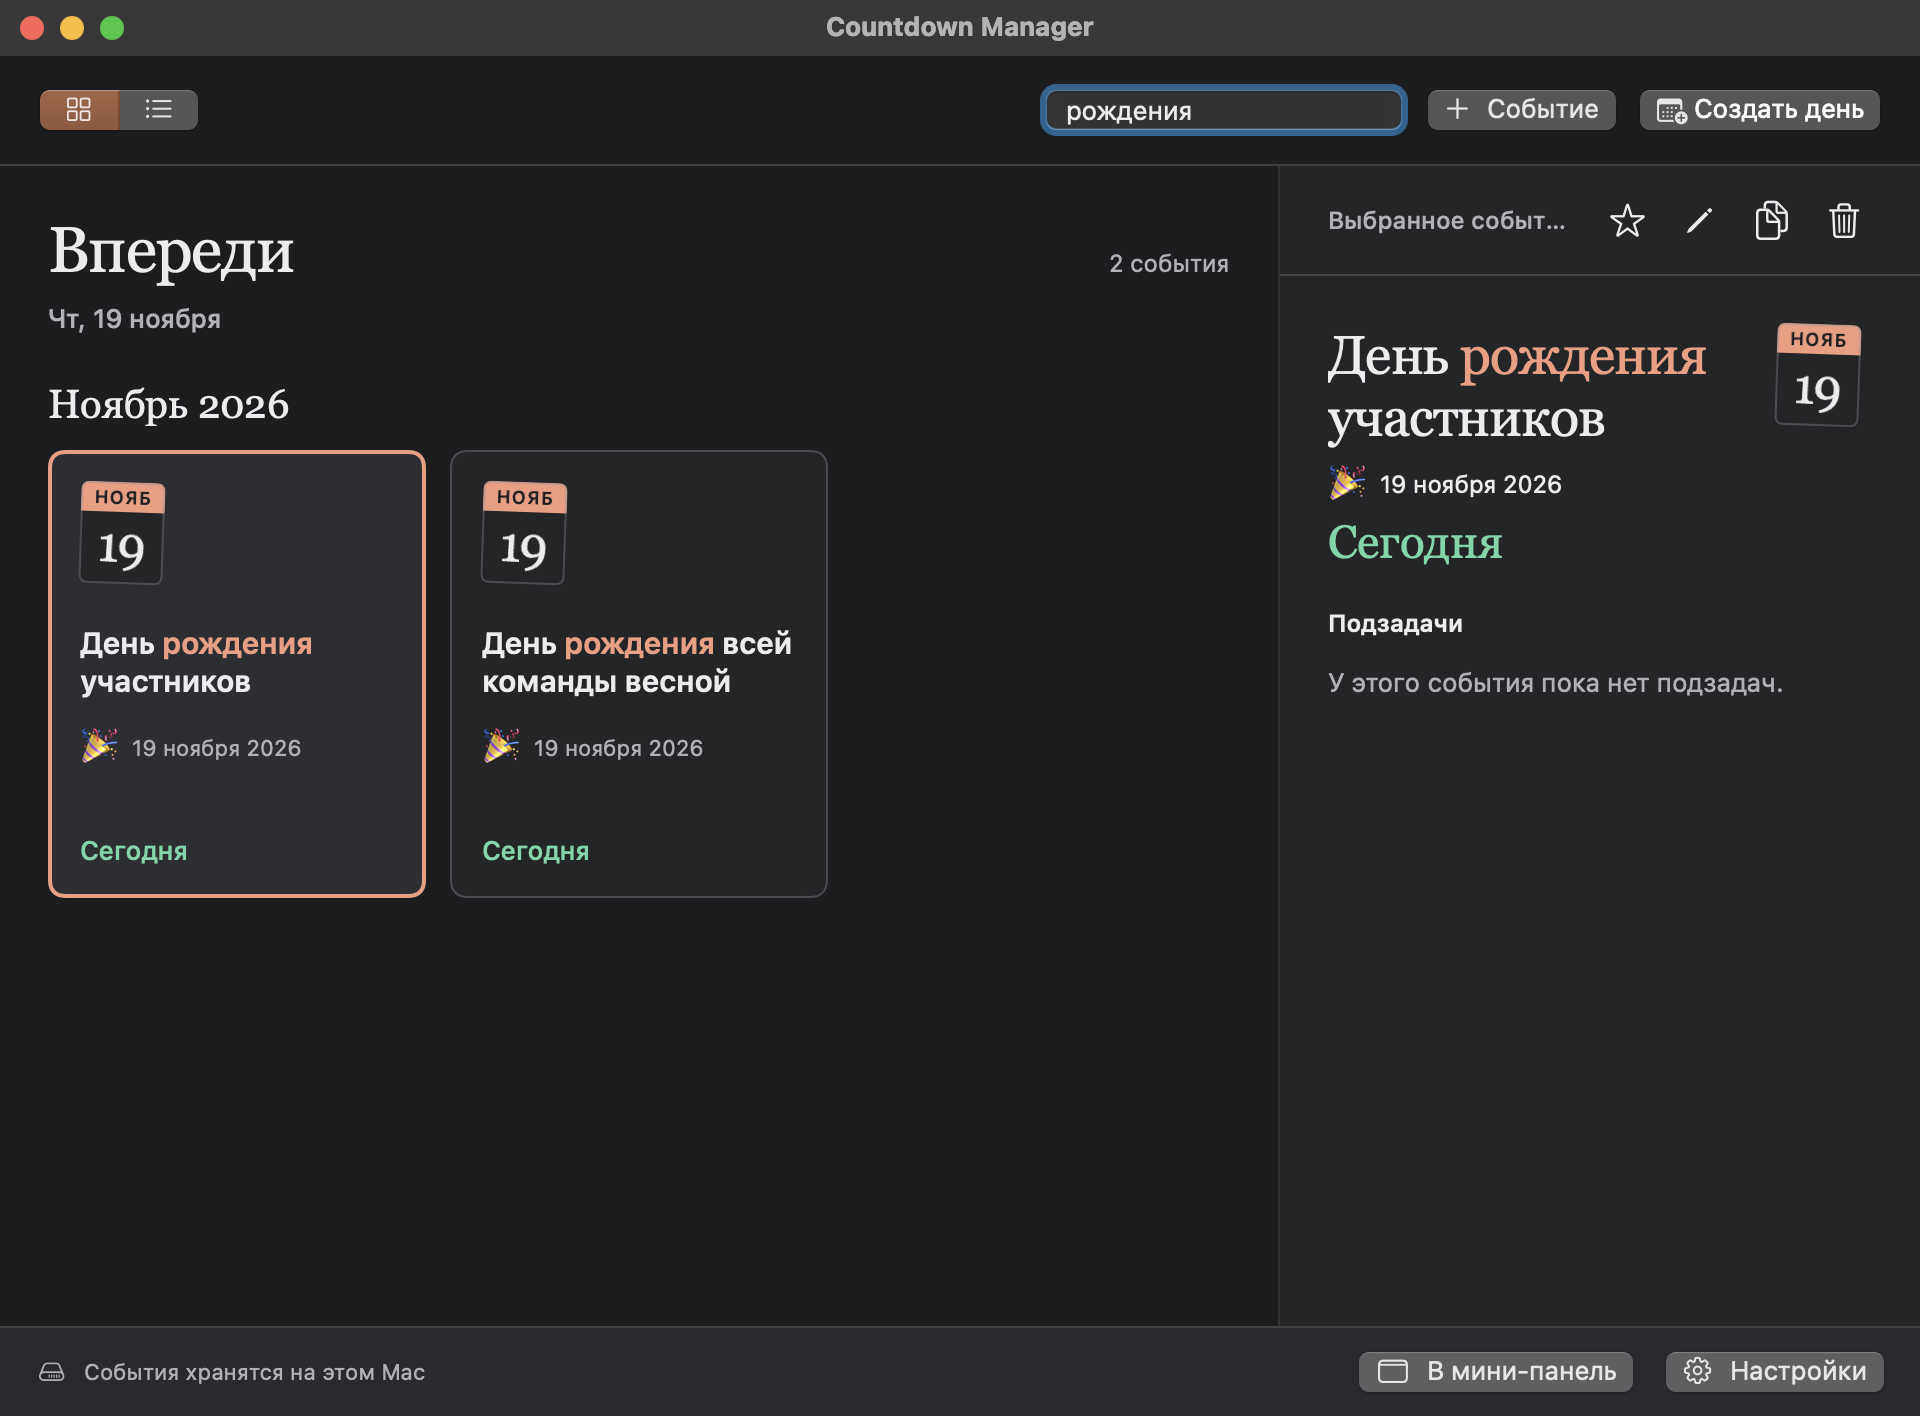 Countdown Manager
рождения
Событие
Создать день
Впереди
2 события
Чт, 19 ноября
Ноябрь 2026
НОЯБ
19
День рождения
участников
19 ноября 2026
Сегодня
НОЯБ
19
День рождения всей
команды весной
19 ноября 2026
Сегодня
Выбранное событ...
День рождения
участников
НОЯБ
19
19 ноября 2026
Сегодня
Подзадачи
У этого события пока нет подзадач.
События хранятся на этом Mac
В мини-панель
Настройки